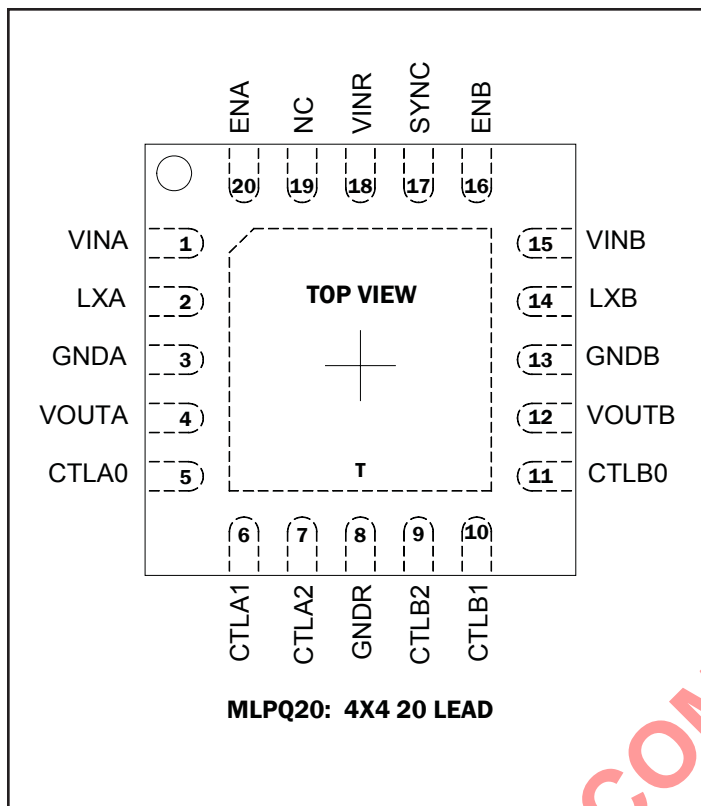 ENA
NC
VINR
SYNC
ENB
20
19
18
17
16
VINA 1
15 VINB
LXA 2
TOP VIEW
14 LXB
GNDA 3
13 GNDB
VOUTA 4
12 VOUTB
CTLA0 5
T
11 CTLB0
6
7
8
9
10
CTLA1
CTLA2
GNDR
CTLB2
CTLB1
MLPQ20: 4X4 20 LEAD